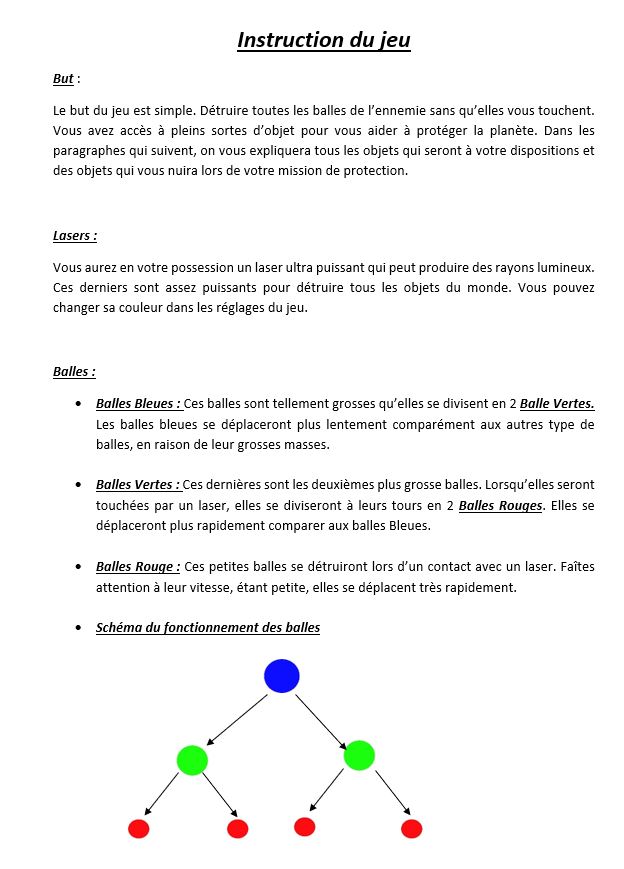 Instruction du jeu
But :
Le but du jeu est simple. Détruire toutes les balles de l’ennemie sans qu’elles vous touchent.
Vous avez accès à pleins sortes d’objet pour vous aider à protéger la planète. Dans les
paragraphes qui suivent, on vous expliquera tous les objets qui seront à votre dispositions et
des objets qui vous nuira lors de votre mission de protection.
Lasers :
Vous aurez en votre possession un laser ultra puissant qui peut produire des rayons lumineux.
Ces derniers sont assez puissants pour détruire tous les objets du monde. Vous pouvez
changer sa couleur dans les réglages du jeu.
Balles :
• Balles Bleues : Ces balles sont tellement grosses qu’elles se divisent en 2 Balle Vertes.
Les balles bleues se déplaceront plus lentement comparément aux autres type de
balles, en raison de leur grosses masses.
• Balles Vertes : Ces dernières sont les deuxièmes plus grosse balles. Lorsqu’elles seront
touchées par un laser, elles se diviseront à leurs tours en 2 Balles Rouges. Elles se
déplaceront plus rapidement comparer aux balles Bleues.
• Balles Rouge : Ces petites balles se détruiront lors d’un contact avec un laser. Faîtes
attention à leur vitesse, étant petite, elles se déplacent très rapidement.
• Schéma du fonctionnement des balles